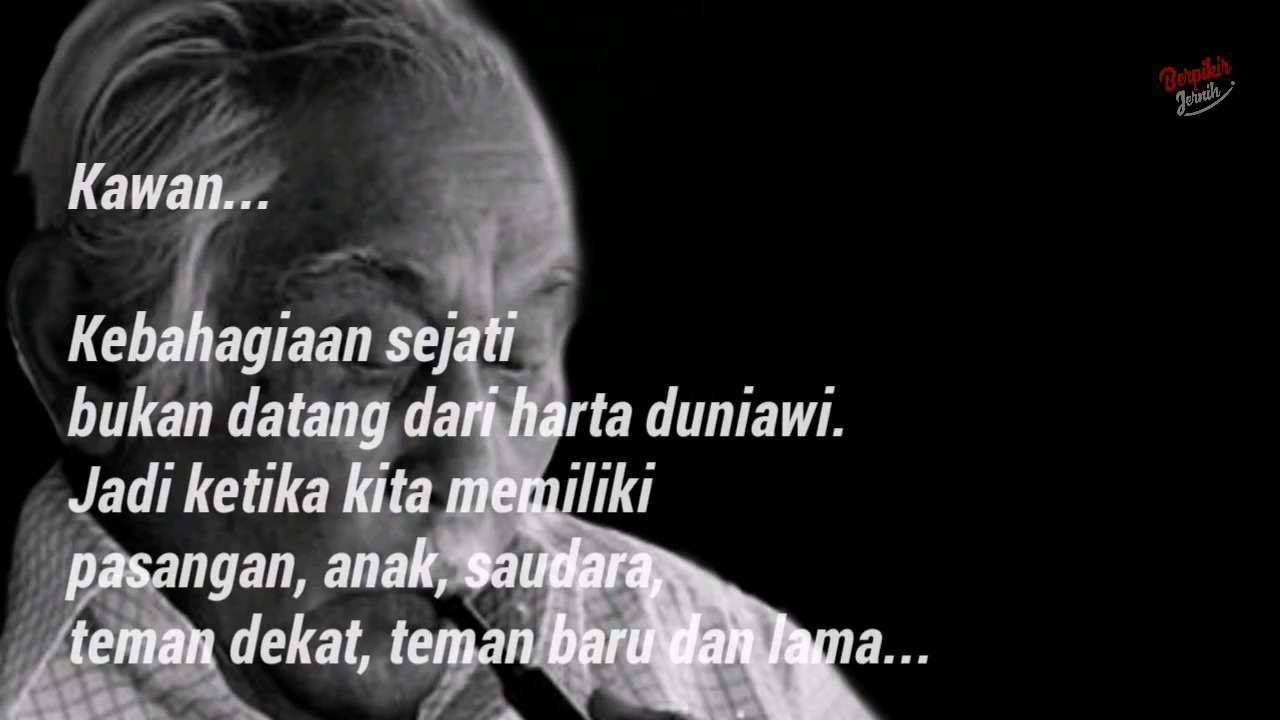 Berpikir
Jernih
Kawan...
Kebahagiaan sejati
bukan datang dari harta duniawi.
Jadi ketika kita memiliki
pasangan, anak, saudara,
teman dekat, teman baru dan lama...